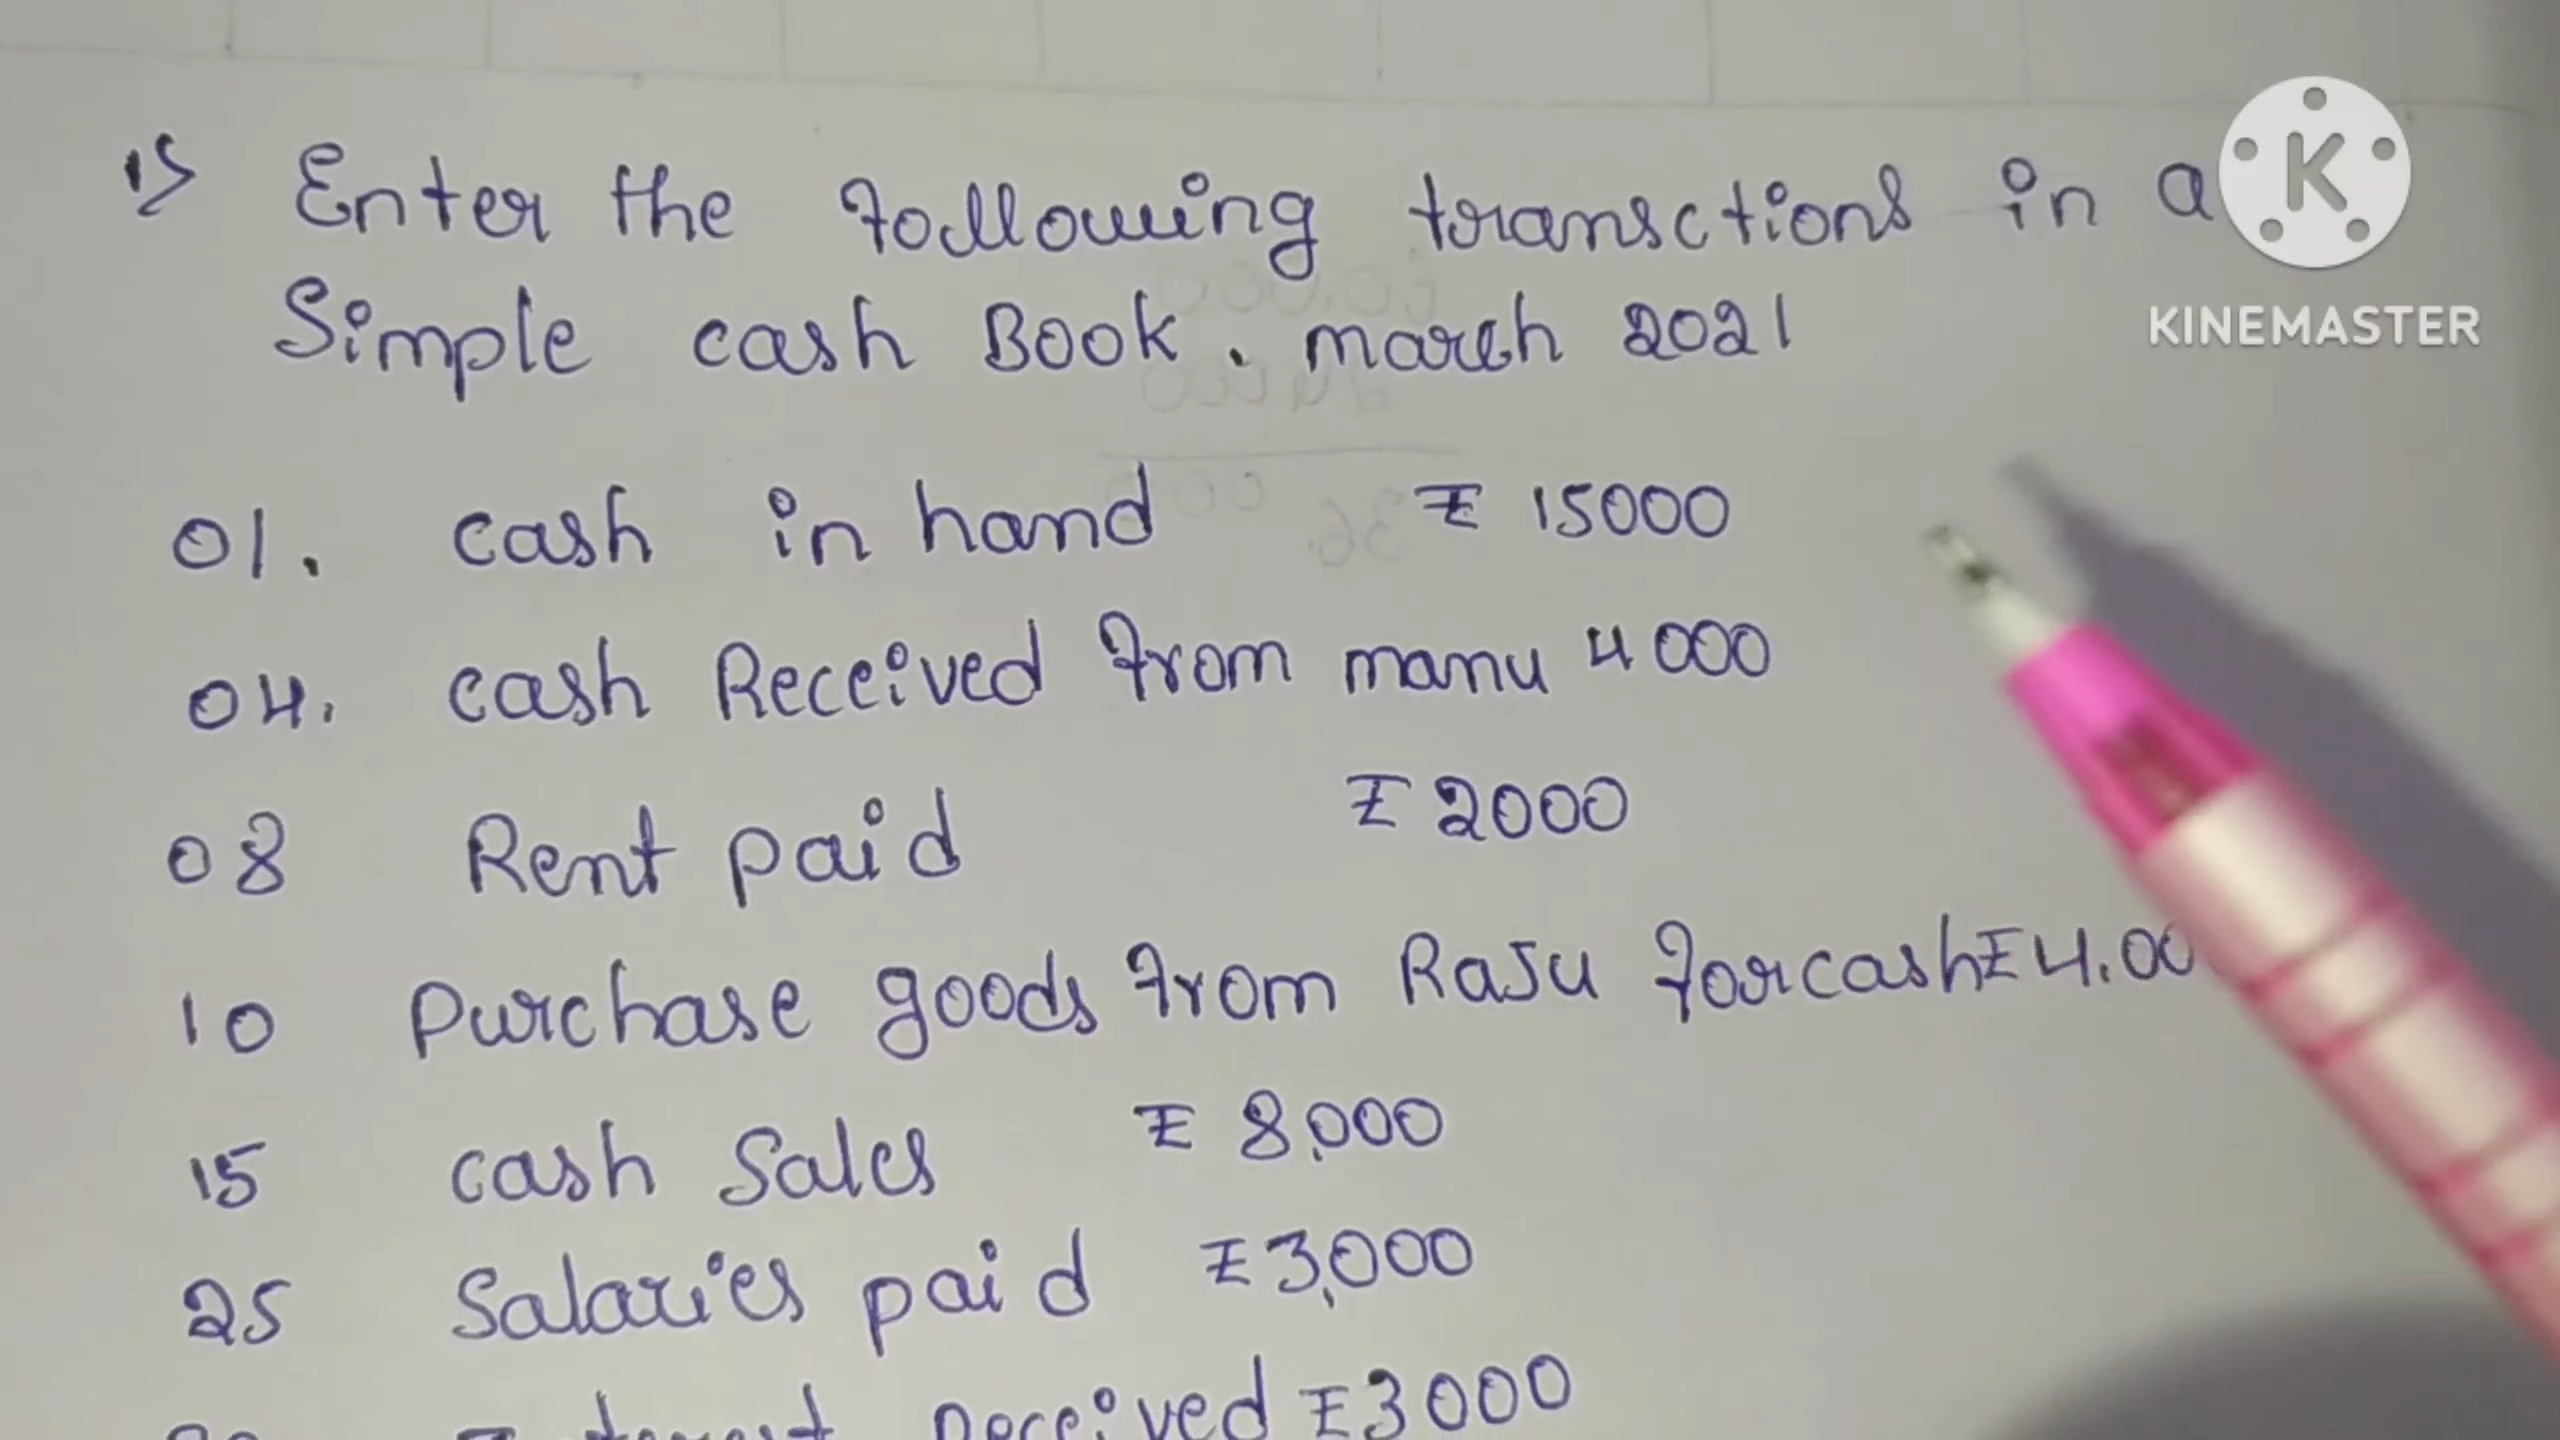 1) Enter the following transctions in a
Simple cash Book. march 2021
01. cash in hand ₹ 15000
04. cash Received from manu 4000
08 Rent paid ₹ 2000
10 Purchase goods from Raju for cash ₹ 4.00
15 cash Sales ₹ 8,000
25 Salaries paid ₹ 3,000
received ₹ 3000
K
KINEMASTER